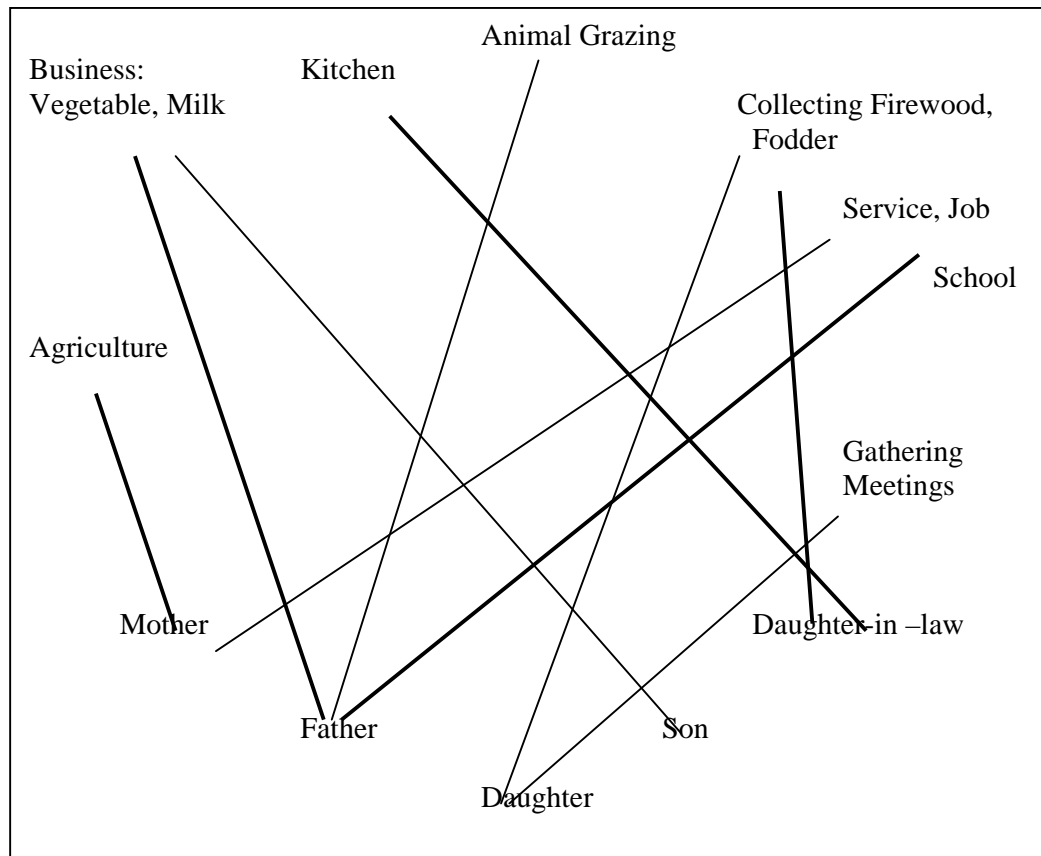 Animal Grazing
Business:
Vegetable, Milk
Kitchen
Collecting Firewood,
Fodder
Service, Job
School
Agriculture
Gathering
Meetings
Mother
Daughter-in –law
Father
Son
Daughter